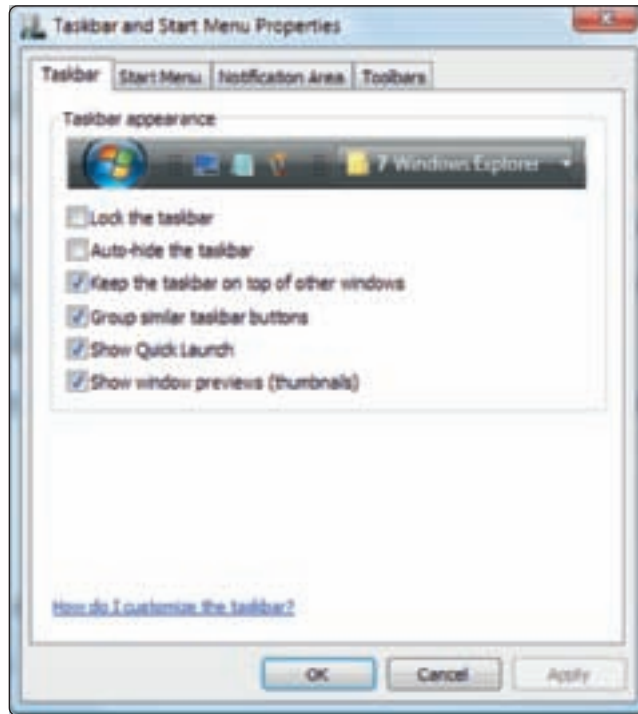 Taskbar and Start Menu Properties
Taskbar
Start Menu
Notification Area
Toolbars
Taskbar appearance
7 Windows Explorer
Lock the taskbar
Auto-hide the taskbar
Keep the taskbar on top of other windows
Group similar taskbar buttons
Show Quick Launch
Show window previews (thumbnails)
How do I customize the taskbar?
OK
Cancel
Apply